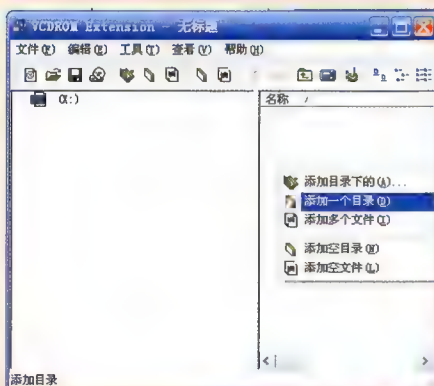 VCDROM Extension - 无标题
文件(F) 编辑(E) 工具(T) 查看(V) 帮助(H)
(X:)
名称
添加目录下的(A)...
添加一个目录(D)
添加多个文件(I)
添加空目录(W)
添加空文件(L)
添加目录